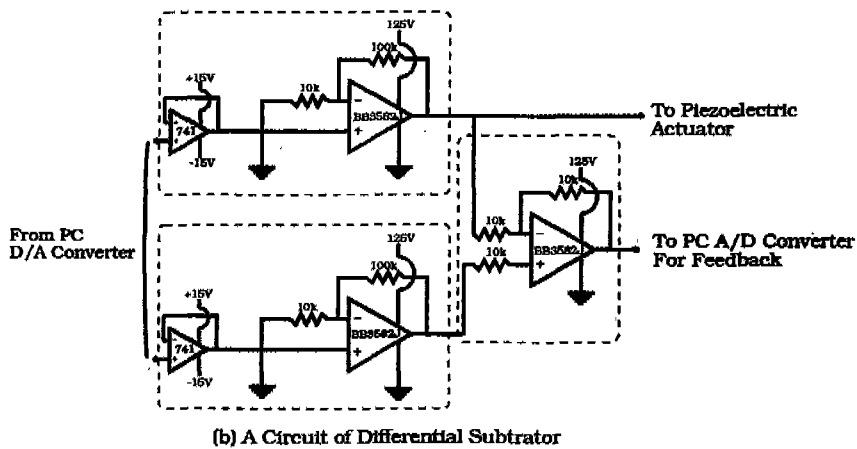 125V
100k
10k
+15V
BB3582J
741
-15V
To Piezoelectric
Actuator
125V
10k
10k
10k
BB3582J
From PC
D/A Converter
To PC A/D Converter
For Feedback
125V
100k
10k
+15V
BB3582J
741
-15V
(b) A Circuit of Differential Subtrator